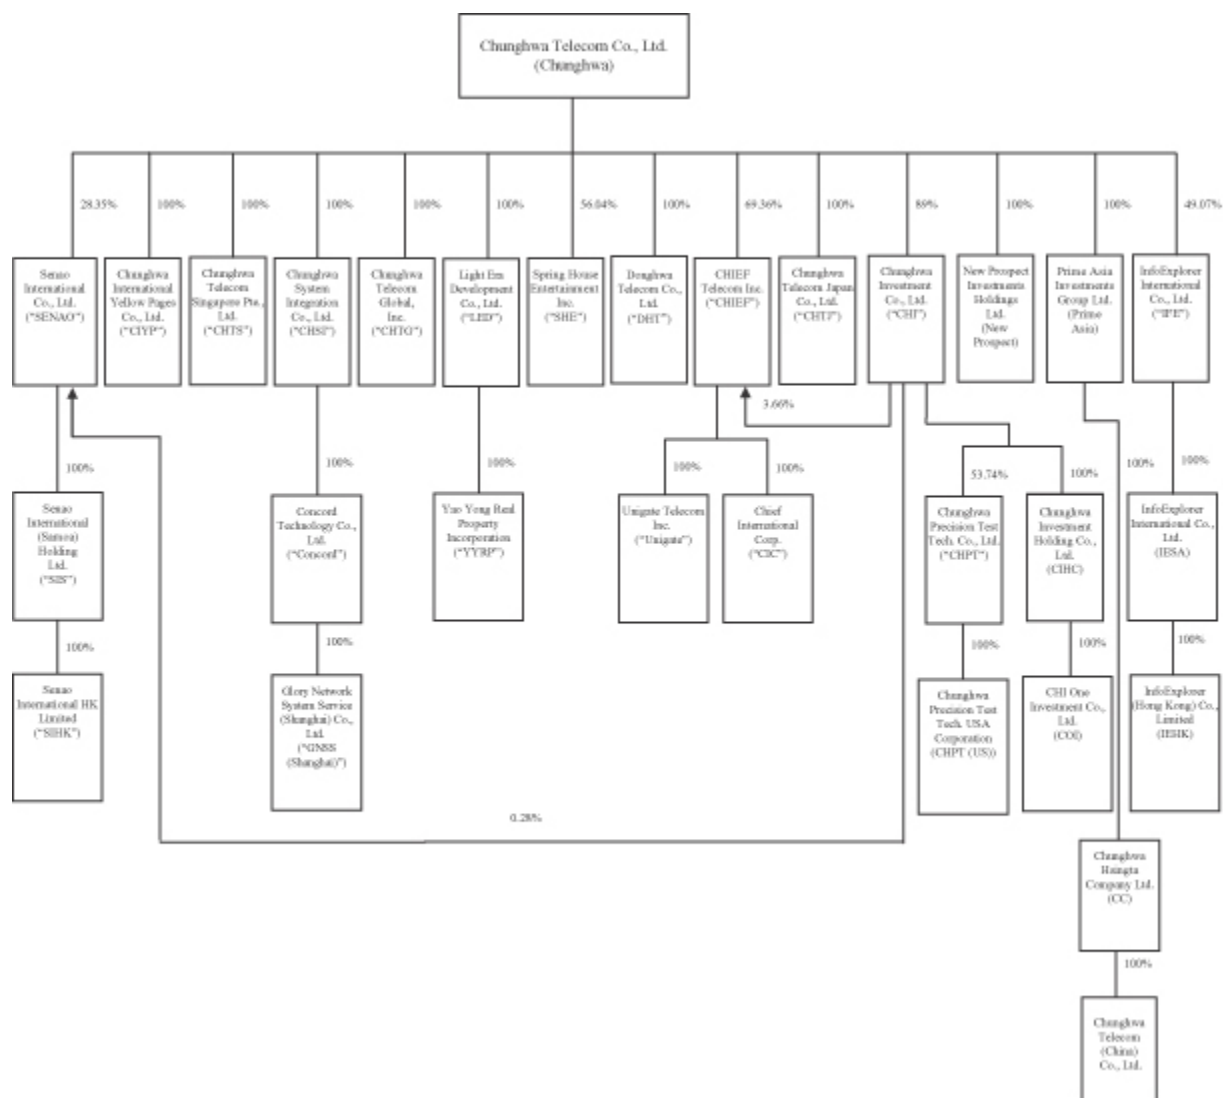 Chunghwa Telecom Co., Ltd.
(Chunghwa)
28.35%
100%
100%
100%
100%
100%
56.04%
100%
69.36%
100%
89%
100%
100%
49.07%
Senao
International
Co., Ltd.
("SENAO")
Chunghwa
International
Yellow Pages
Co., Ltd.
("CIYP")
Chunghwa
Telecom
Singapore Pte.,
Ltd.
("CHTS")
Chunghwa
System
Integration
Co., Ltd.
("CHSI")
Chunghwa
Telecom
Global,
Inc.
("CHTG")
Light Era
Development
Co., Ltd.
("LED")
Spring House
Entertainment
Inc.
("SHE")
Donghwa
Telecom Co.,
Ltd.
("DHT")
CHIEF
Telecom Inc.
("CHIEF")
Chunghwa
Telecom Japan
Co., Ltd.
("CHTJ")
Chunghwa
Investment
Co., Ltd.
("CHI")
New Prospect
Investments
Holdings
Ltd.
(New
Prospect)
Prime Asia
Investments
Group Ltd.
(Prime
Asia)
InfoExplorer
International
Co., Ltd.
("IFE")
3.66%
100%
100%
100%
100%
100%
53.74%
100%
100%
100%
Senao
International
(Samoa)
Holding
Ltd.
("SIS")
Concord
Technology Co.,
Ltd.
("Concord")
Yao Yong Real
Property
Incorporation
("YYRP")
Unigate Telecom
Inc.
("Unigate")
Chief
International
Corp.
("CIC")
Chunghwa
Precision Test
Tech. Co., Ltd.
("CHPT")
Chunghwa
Investment
Holding Co.,
Ltd.
(CIHC)
InfoExplorer
International Co.,
Ltd.
(IESA)
100%
100%
100%
100%
100%
Senao
International HK
Limited
("SIHK")
Glory Network
System Service
(Shanghai) Co.,
Ltd.
("GNSS
(Shanghai)")
Chunghwa
Precision Test
Tech. USA
Corporation
(CHPT (US))
CHI One
Investment Co.,
Ltd.
(COI)
InfoExplorer
(Hong Kong) Co.,
Limited
(IEHK)
0.28%
Chunghwa
Hsingta
Company Ltd.
(CC)
100%
Chunghwa
Telecom
(China)
Co., Ltd.